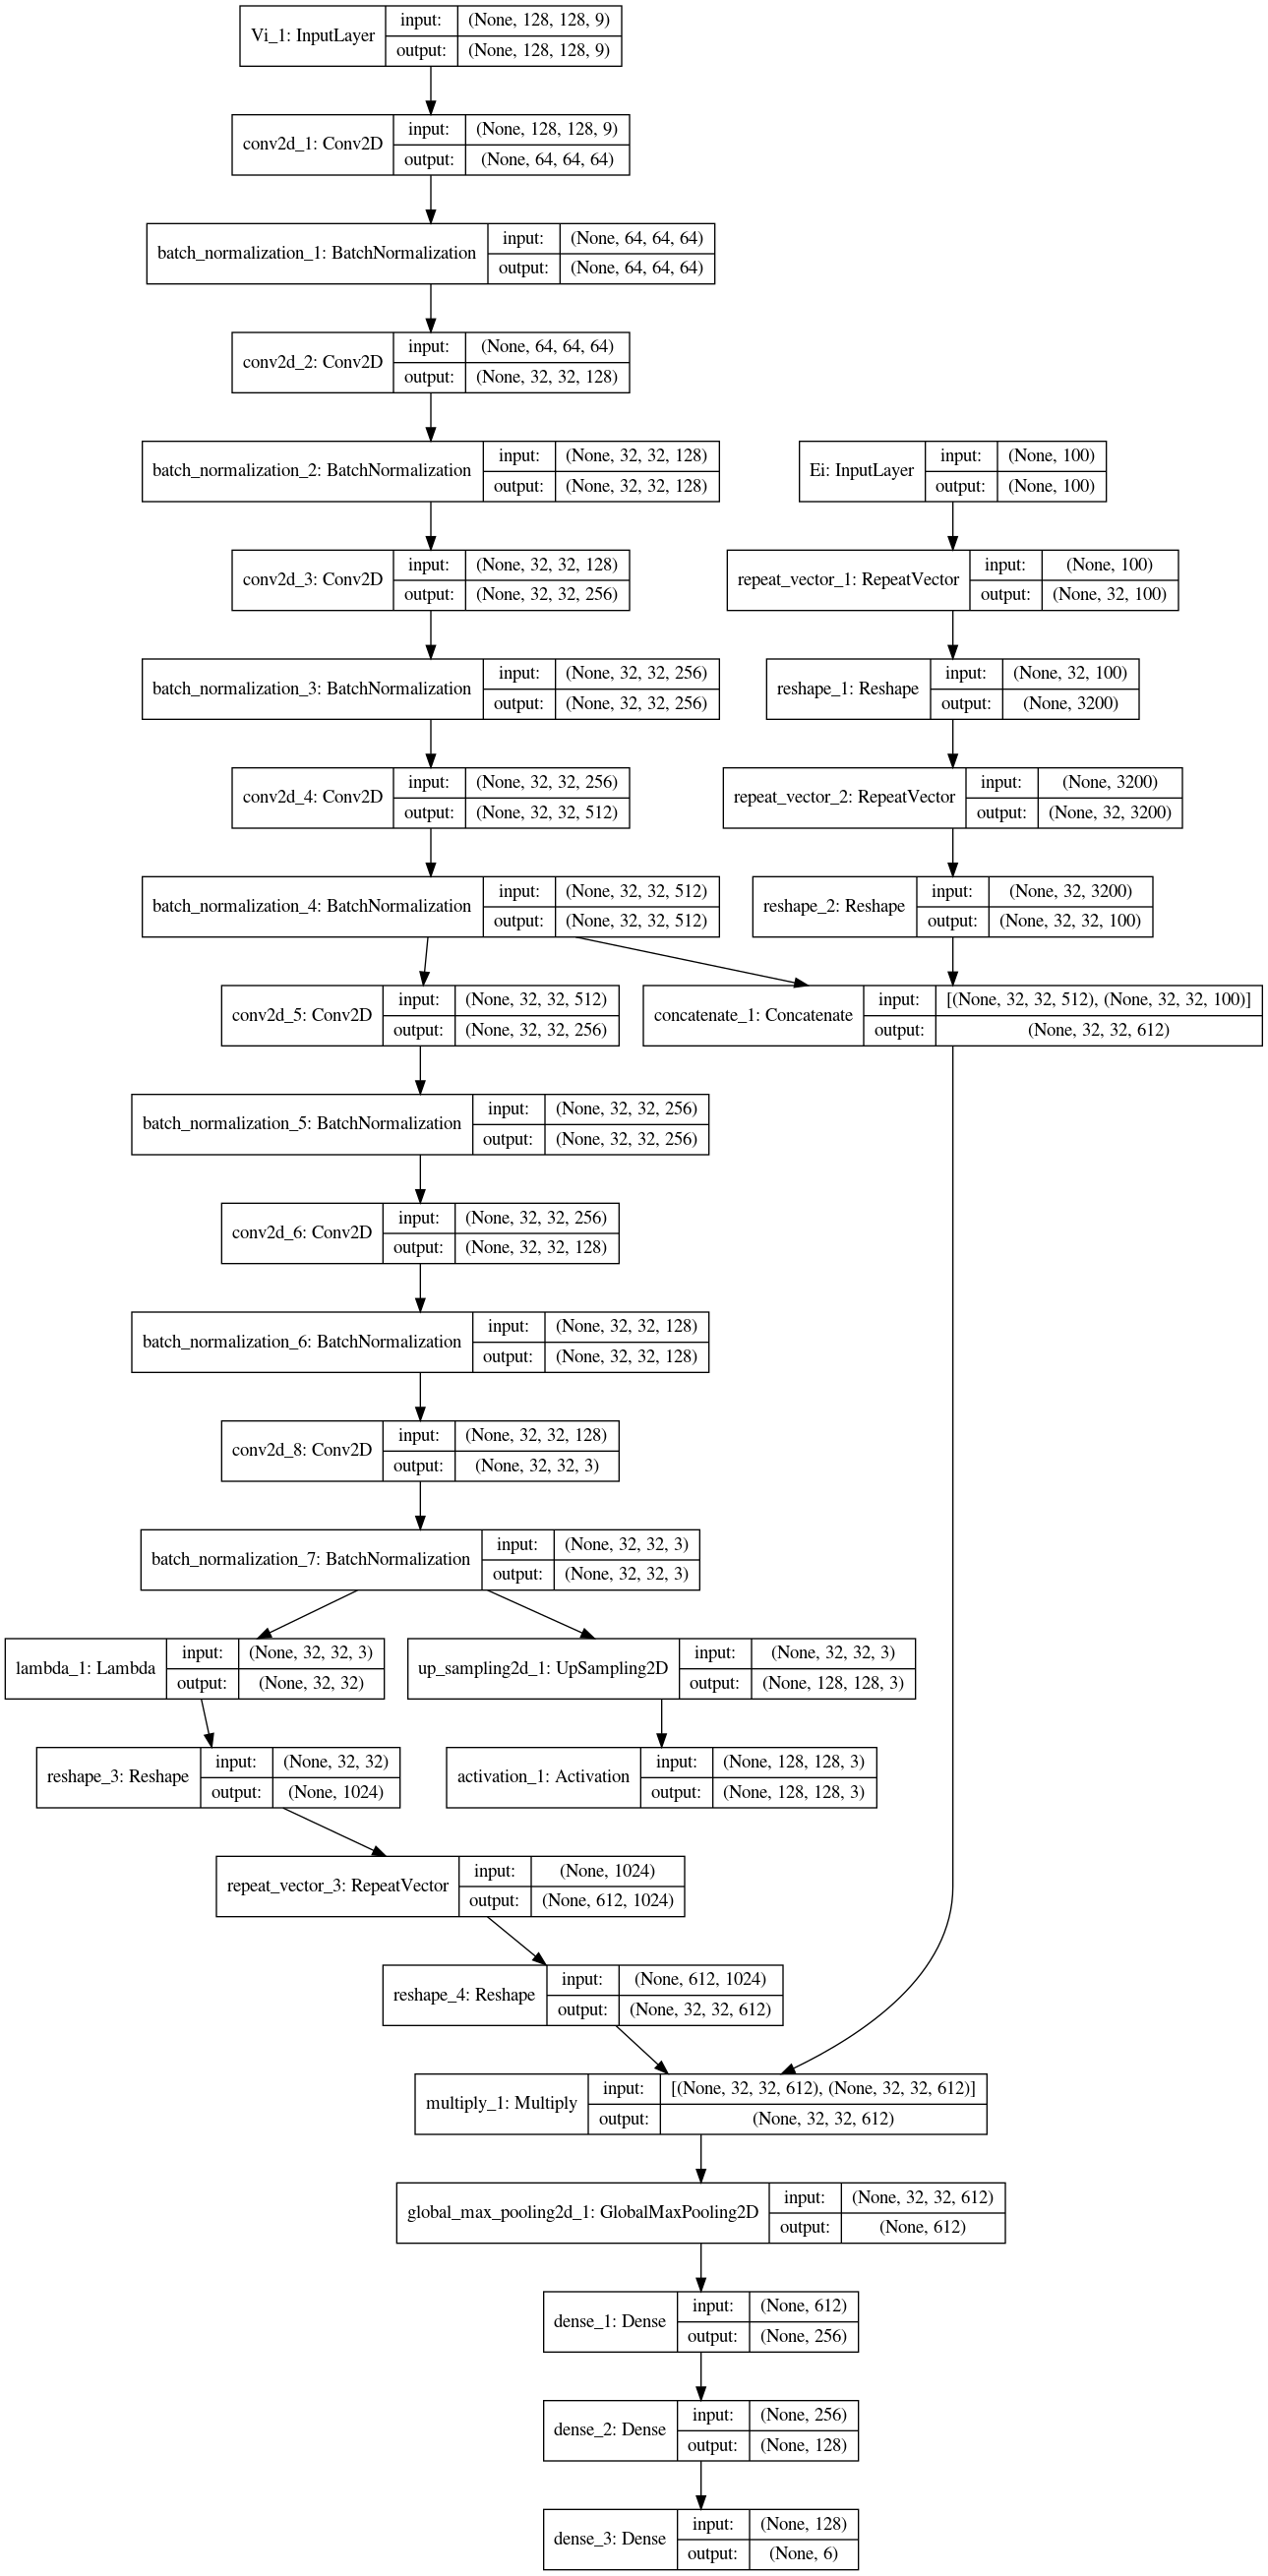 Vi_1: InputLayer
input: (None, 128, 128, 9)
output: (None, 128, 128, 9)
conv2d_1: Conv2D
input: (None, 128, 128, 9)
output: (None, 64, 64, 64)
batch_normalization_1: BatchNormalization
input: (None, 64, 64, 64)
output: (None, 64, 64, 64)
conv2d_2: Conv2D
input: (None, 64, 64, 64)
output: (None, 32, 32, 128)
batch_normalization_2: BatchNormalization
input: (None, 32, 32, 128)
output: (None, 32, 32, 128)
Ei: InputLayer
input: (None, 100)
output: (None, 100)
conv2d_3: Conv2D
input: (None, 32, 32, 128)
output: (None, 32, 32, 256)
repeat_vector_1: RepeatVector
input: (None, 100)
output: (None, 32, 100)
batch_normalization_3: BatchNormalization
input: (None, 32, 32, 256)
output: (None, 32, 32, 256)
reshape_1: Reshape
input: (None, 32, 100)
output: (None, 3200)
conv2d_4: Conv2D
input: (None, 32, 32, 256)
output: (None, 32, 32, 512)
repeat_vector_2: RepeatVector
input: (None, 3200)
output: (None, 32, 3200)
batch_normalization_4: BatchNormalization
input: (None, 32, 32, 512)
output: (None, 32, 32, 512)
reshape_2: Reshape
input: (None, 32, 3200)
output: (None, 32, 32, 100)
conv2d_5: Conv2D
input: (None, 32, 32, 512)
output: (None, 32, 32, 256)
concatenate_1: Concatenate
input: [(None, 32, 32, 512), (None, 32, 32, 100)]
output: (None, 32, 32, 612)
batch_normalization_5: BatchNormalization
input: (None, 32, 32, 256)
output: (None, 32, 32, 256)
conv2d_6: Conv2D
input: (None, 32, 32, 256)
output: (None, 32, 32, 128)
batch_normalization_6: BatchNormalization
input: (None, 32, 32, 128)
output: (None, 32, 32, 128)
conv2d_8: Conv2D
input: (None, 32, 32, 128)
output: (None, 32, 32, 3)
batch_normalization_7: BatchNormalization
input: (None, 32, 32, 3)
output: (None, 32, 32, 3)
lambda_1: Lambda
input: (None, 32, 32, 3)
output: (None, 32, 32)
up_sampling2d_1: UpSampling2D
input: (None, 32, 32, 3)
output: (None, 128, 128, 3)
reshape_3: Reshape
input: (None, 32, 32)
output: (None, 1024)
activation_1: Activation
input: (None, 128, 128, 3)
output: (None, 128, 128, 3)
repeat_vector_3: RepeatVector
input: (None, 1024)
output: (None, 612, 1024)
reshape_4: Reshape
input: (None, 612, 1024)
output: (None, 32, 32, 612)
multiply_1: Multiply
input: [(None, 32, 32, 612), (None, 32, 32, 612)]
output: (None, 32, 32, 612)
global_max_pooling2d_1: GlobalMaxPooling2D
input: (None, 32, 32, 612)
output: (None, 612)
dense_1: Dense
input: (None, 612)
output: (None, 256)
dense_2: Dense
input: (None, 256)
output: (None, 128)
dense_3: Dense
input: (None, 128)
output: (None, 6)